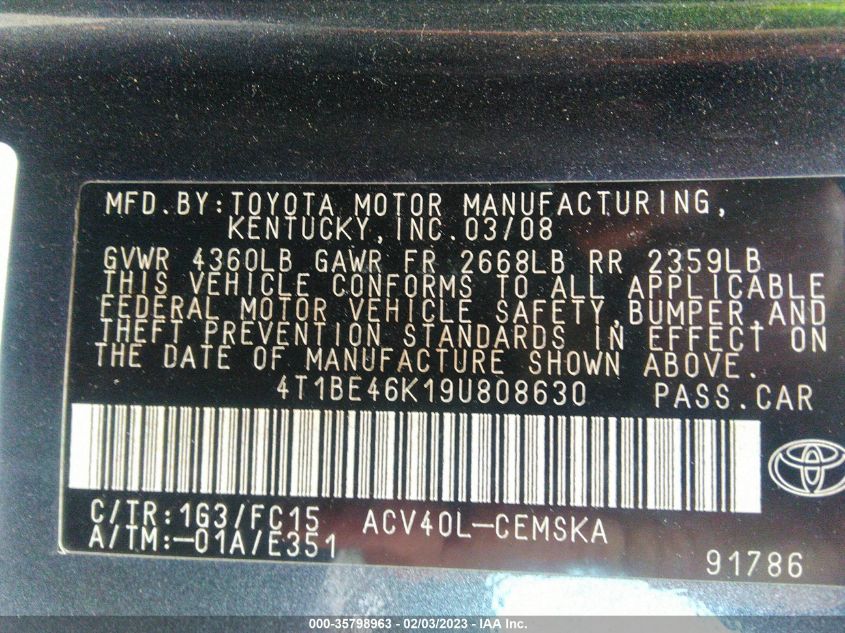 MFD.BY:TOYOTA MOTOR MANUFACTURING,
KENTUCKY,INC.03/08
GVWR 4360LB GAWR FR 2668LB RR 2359LB
THIS VEHICLE CONFORMS TO ALL APPLICABLE
FEDERAL MOTOR VEHICLE SAFETY,BUMPER,AND
THEFT PREVENTION STANDARDS IN EFFECT ON
THE DATE OF MANUFACTURE SHOWN ABOVE.
4T1BE46K19U808630 PASS.CAR
C/TR:1G3/FC15 ACV40L-CEMSKA
A/TM:-01A/E351
91786
000-35798963 - 02/03/2023 - IAA Inc.